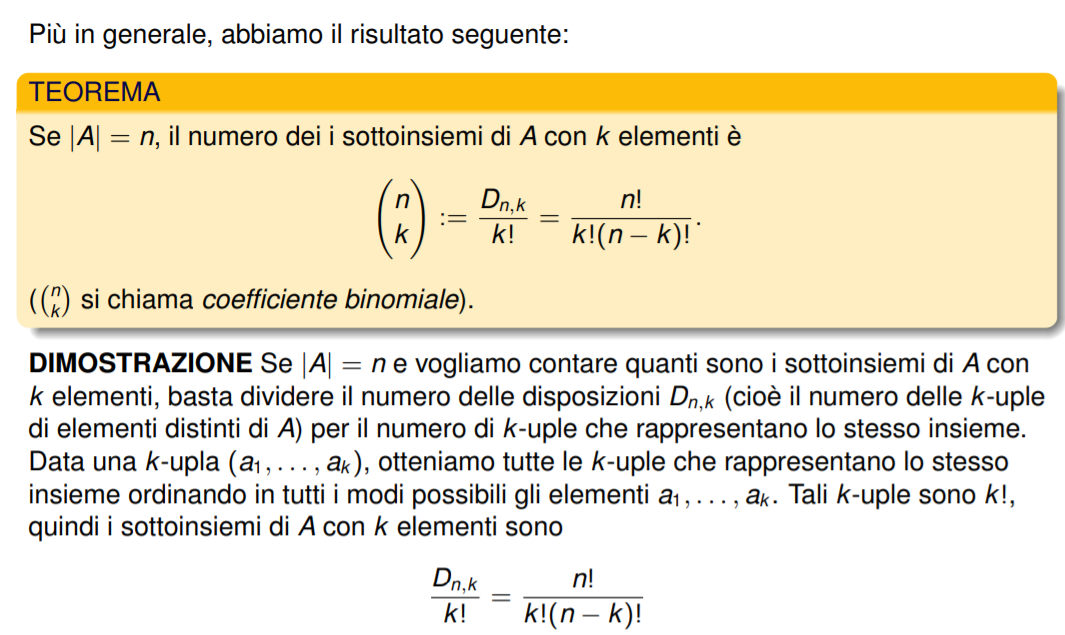 Più in generale, abbiamo il risultato seguente:
TEOREMA
Se |A| = n, il numero dei i sottoinsiemi di A con k elementi è
$\binom{n}{k} := \frac{D_{n,k}}{k!} = \frac{n!}{k!(n-k)!}.$
($\binom{n}{k}$ si chiama coefficiente binomiale).
DIMOSTRAZIONE Se |A| = n e vogliamo contare quanti sono i sottoinsiemi di A con
k elementi, basta dividere il numero delle disposizioni $D_{n,k}$ (cioè il numero delle k-uple
di elementi distinti di A) per il numero di k-uple che rappresentano lo stesso insieme.
Data una k-upla $(a_1, \ldots, a_k)$, otteniamo tutte le k-uple che rappresentano lo stesso
insieme ordinando in tutti i modi possibili gli elementi $a_1, \ldots, a_k$. Tali k-uple sono k!,
quindi i sottoinsiemi di A con k elementi sono
$\frac{D_{n,k}}{k!} = \frac{n!}{k!(n-k)!}$